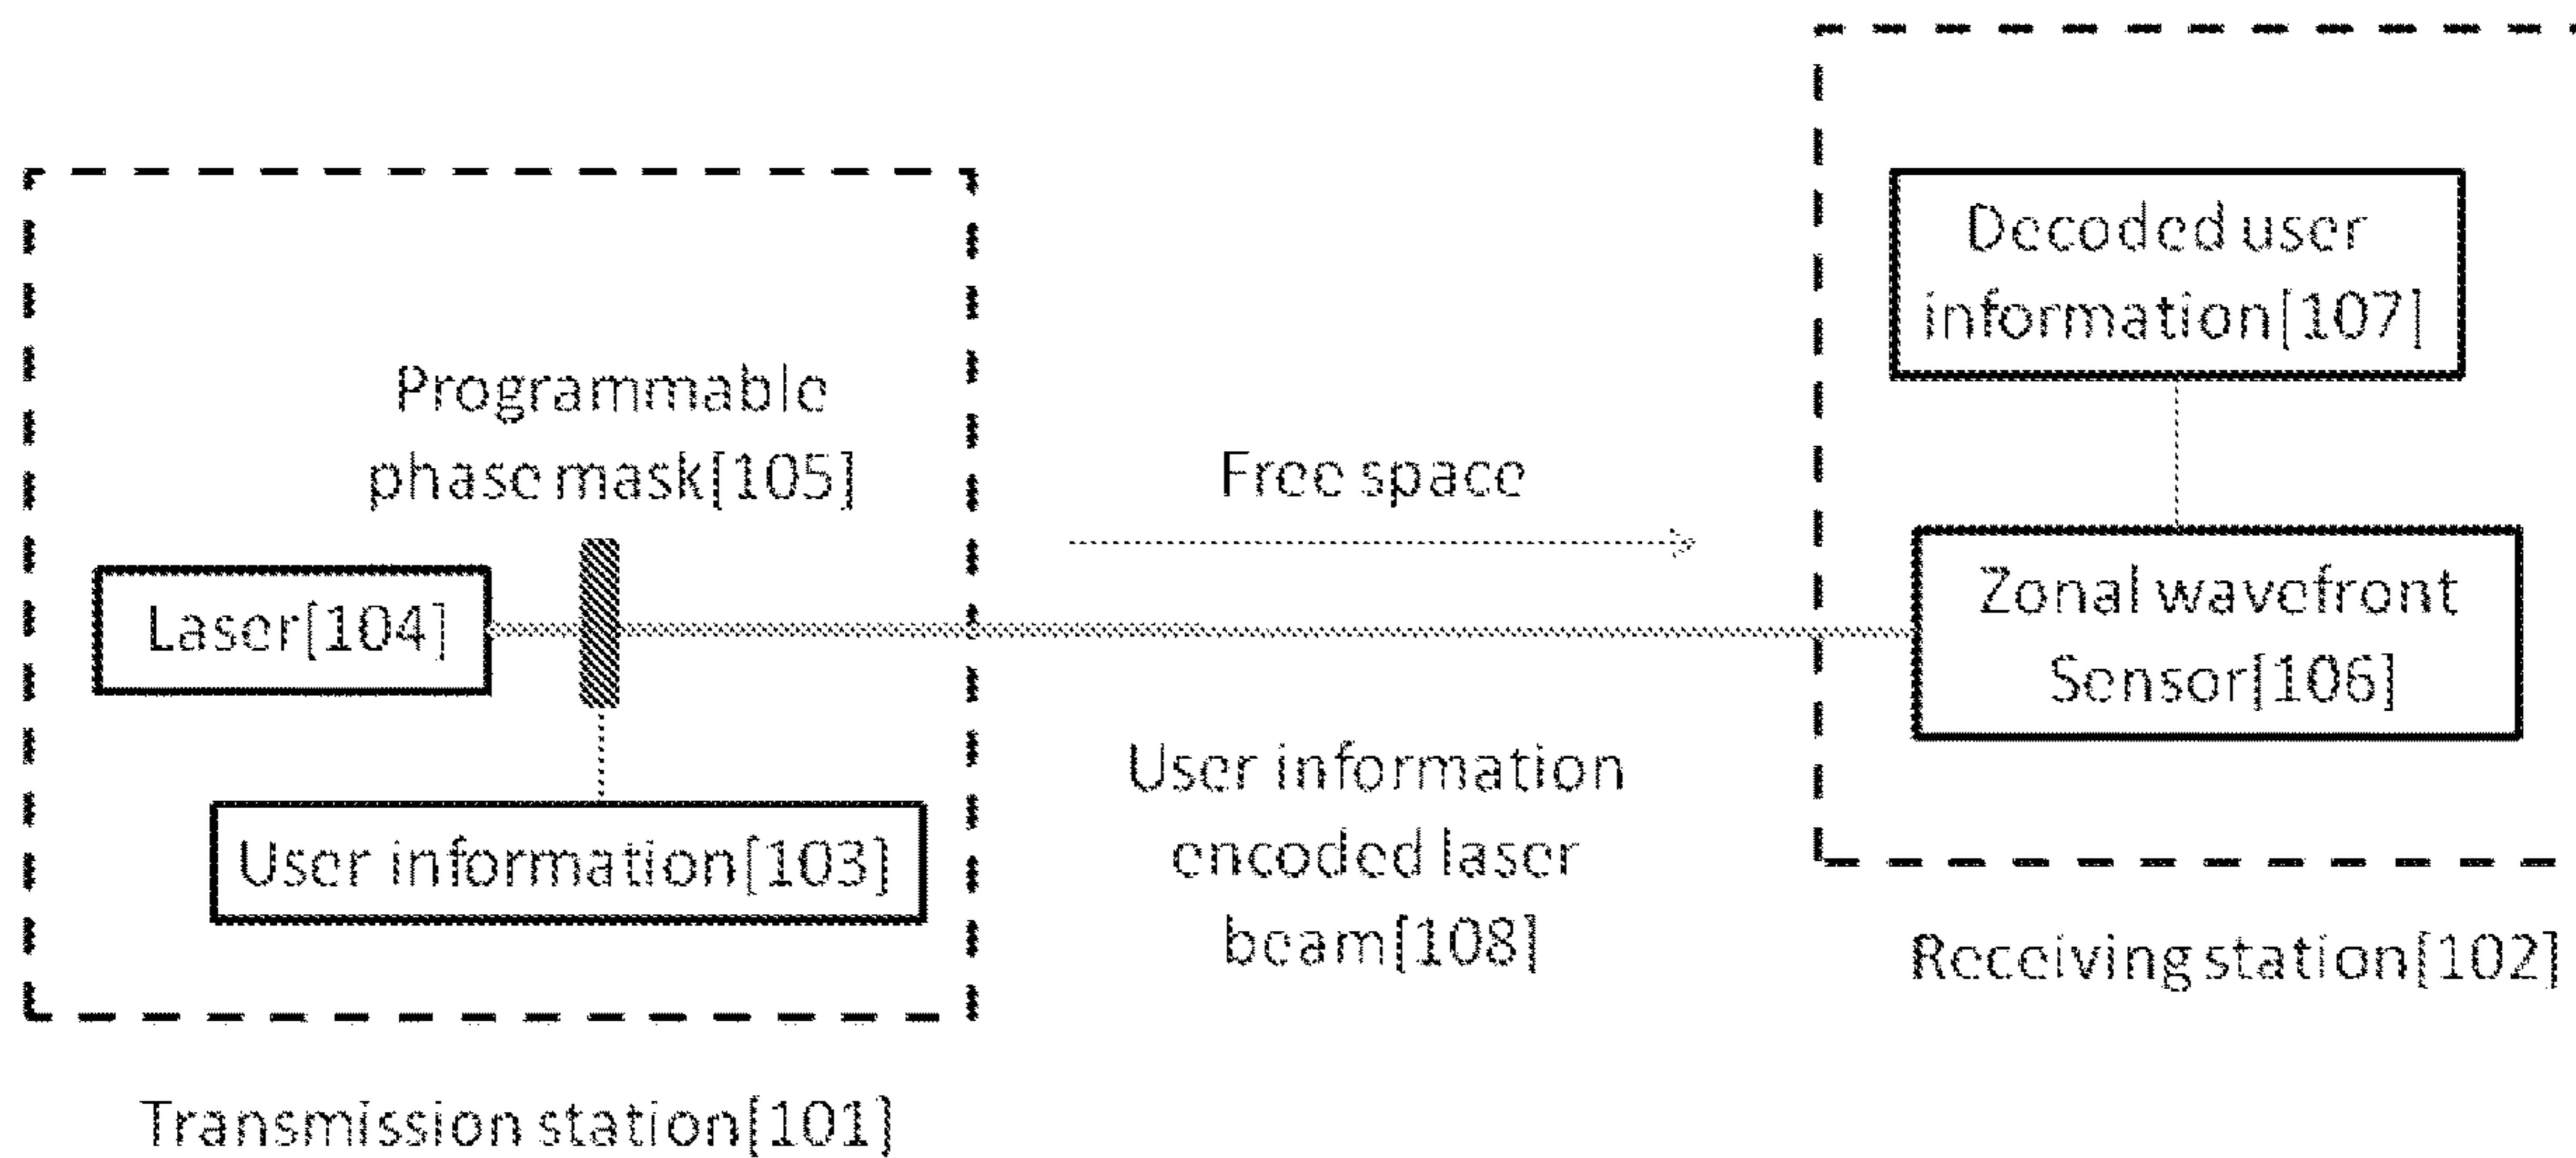 Programmable
phase mask[105]
Laser[104]
User information[103]
Transmission station[101]
Free space
User information
encoded laser
beam[108]
Decoded user
information[107]
Zonal wavefront
Sensor[106]
Receiving station[102]